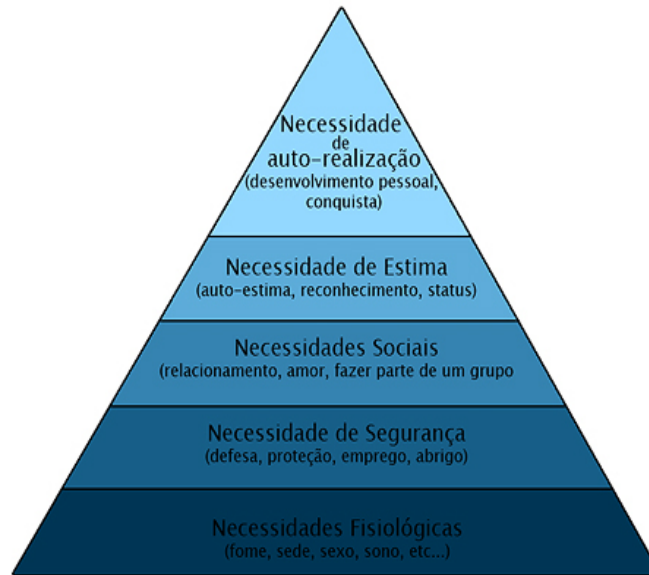 Necessidade
de
auto-realização
(desenvolvimento pessoal,
conquista)
Necessidade de Estima
(auto-estima, reconhecimento, status)
Necessidades Sociais
(relacionamento, amor, fazer parte de um grupo
Necessidade de Segurança
(defesa, proteção, emprego, abrigo)
Necessidades Fisiológicas
(fome, sede, sexo, sono, etc...)